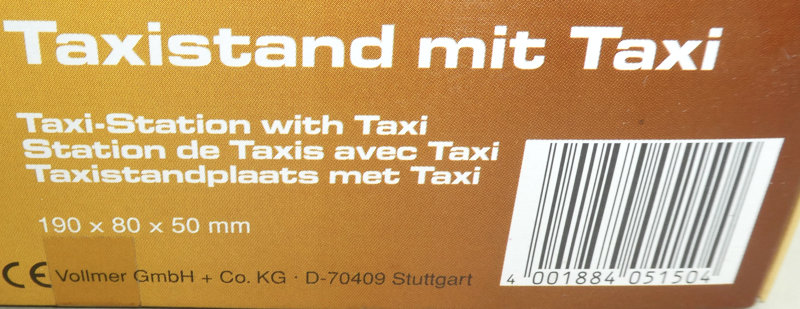 Taxistand mit Taxi
Taxi-Station with Taxi
Station de Taxis avec Taxi
Taxistandplaats met Taxi
190 x 80 x 50 mm
CE Vollmer GmbH + Co. KG · D-70409 Stuttgart
4 001884 051504